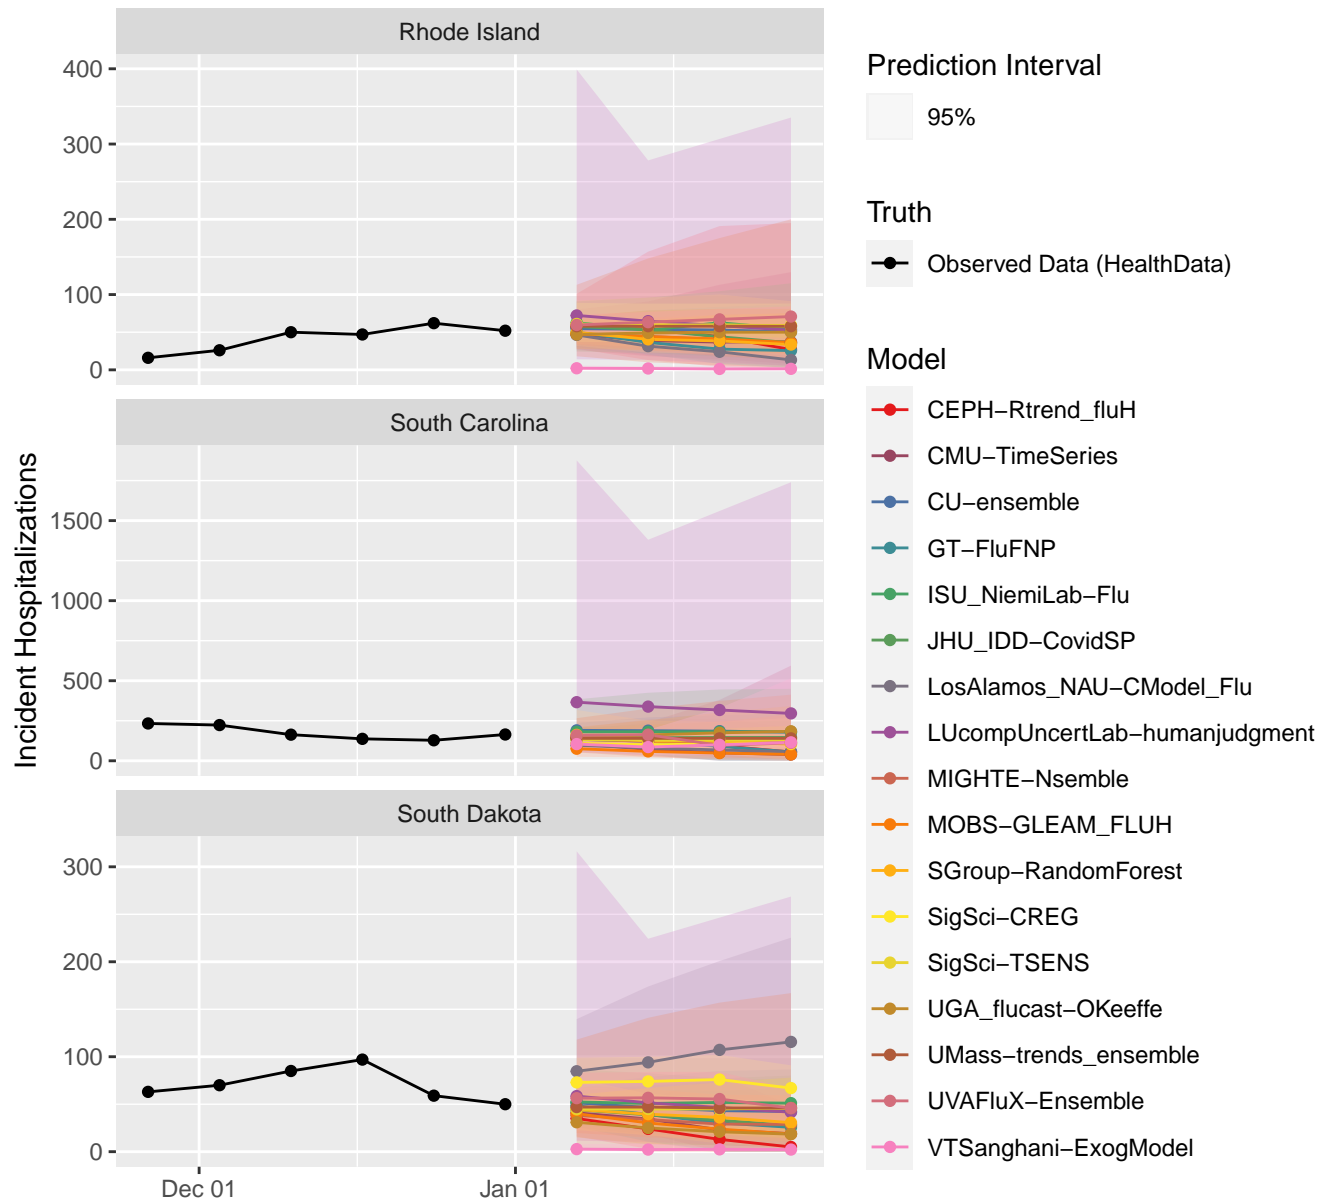 Rhode Island
400
300
200
100
0
South Carolina
1500
1000
500
0
South Dakota
300
200
100
0
Dec 01
Jan 01
Incident Hospitalizations
Prediction Interval
95%
Truth
Observed Data (HealthData)
Model
CEPH−Rtrend_fluH
CMU−TimeSeries
CU−ensemble
GT−FluFNP
ISU_NiemiLab−Flu
JHU_IDD−CovidSP
LosAlamos_NAU−CModel_Flu
LUcompUncertLab−humanjudgment
MIGHTE−Nsemble
MOBS−GLEAM_FLUH
SGroup−RandomForest
SigSci−CREG
SigSci−TSENS
UGA_flucast−OKeeffe
UMass−trends_ensemble
UVAFluX−Ensemble
VTSanghani−ExogModel